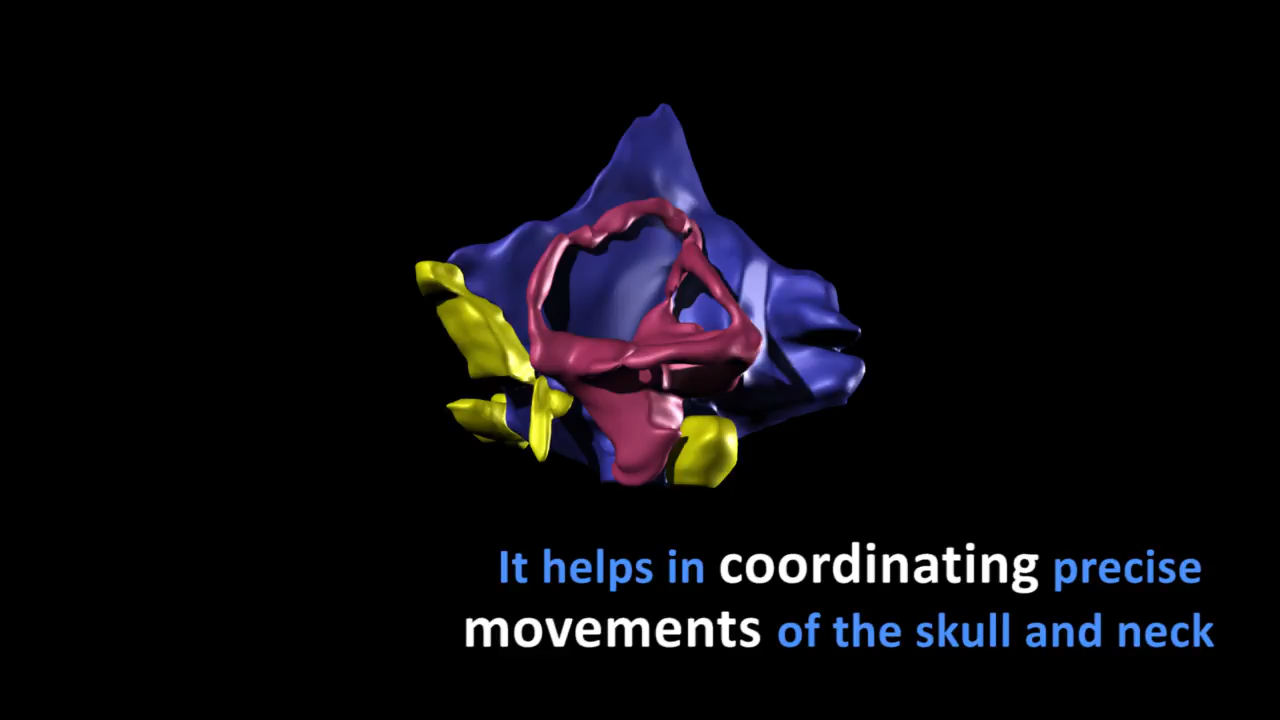 It helps in coordinating precise
movements of the skull and neck